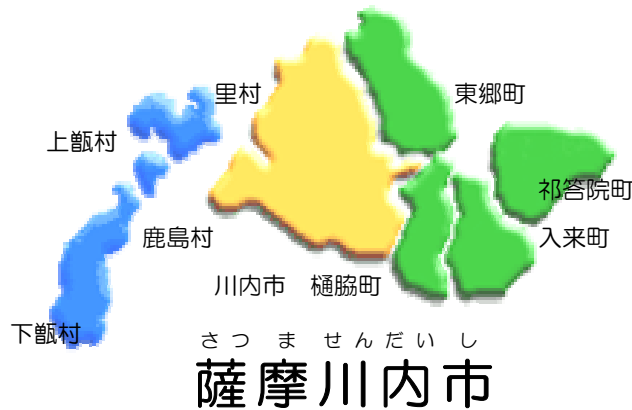 里村
東郷町
上甑村
祁答院町
鹿島村
入来町
川内市 樋脇町
下甑村
さつ ま せんだい し
薩摩川内市